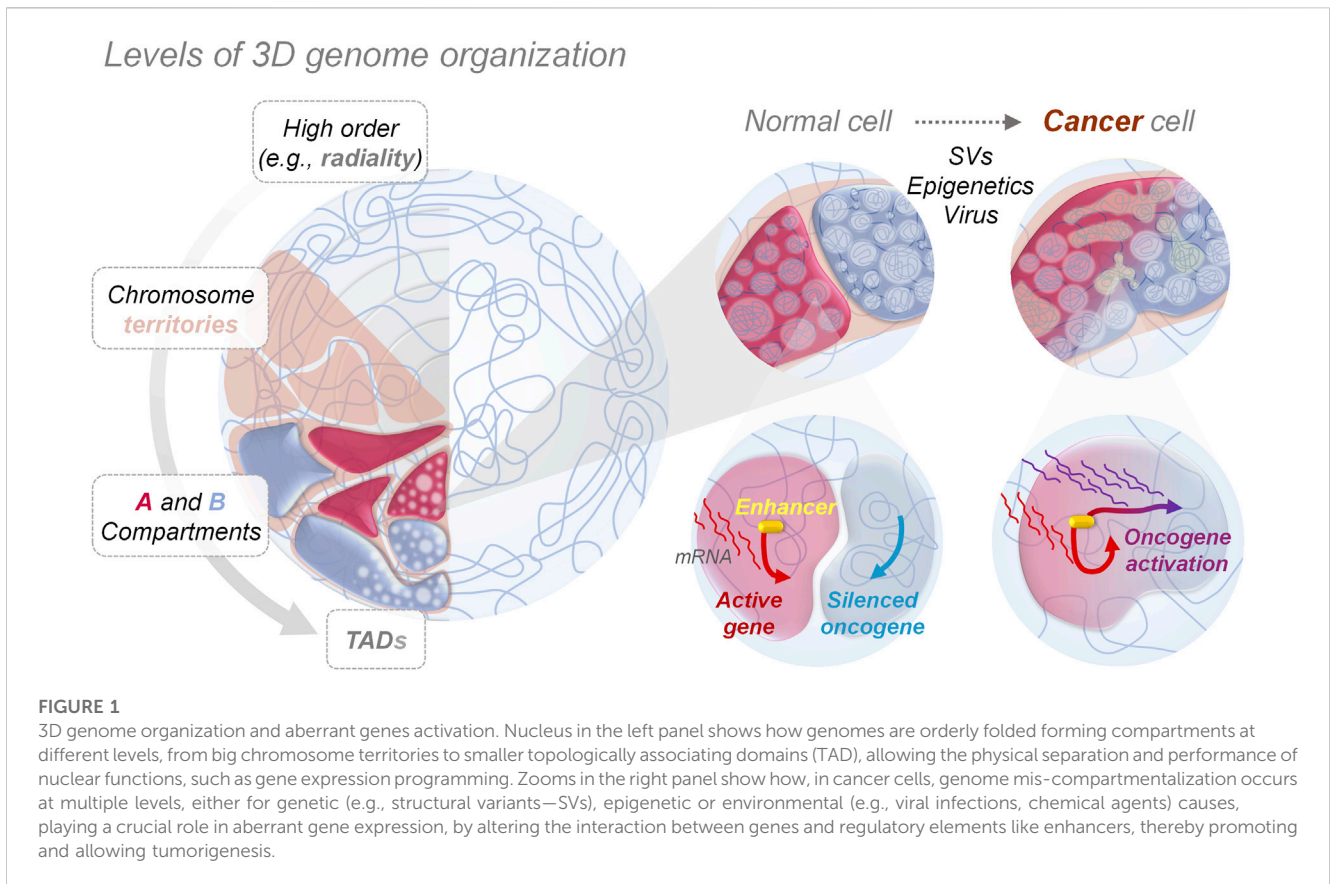 Levels of 3D genome organization
High order
(e.g., radiality)
Chromosome
territories
A and B
Compartments
TADs
Normal cell
Cancer cell
SVs
Epigenetics
Virus
Enhancer
mRNA
Active
gene
Silenced
oncogene
Oncogene
activation
FIGURE 1
3D genome organization and aberrant genes activation. Nucleus in the left panel shows how genomes are orderly folded forming compartments at
different levels, from big chromosome territories to smaller topologically associating domains (TAD), allowing the physical separation and performance of
nuclear functions, such as gene expression programming. Zooms in the right panel show how, in cancer cells, genome mis-compartmentalization occurs
at multiple levels, either for genetic (e.g., structural variants—SVs), epigenetic or environmental (e.g., viral infections, chemical agents) causes,
playing a crucial role in aberrant gene expression, by altering the interaction between genes and regulatory elements like enhancers, thereby promoting
and allowing tumorigenesis.